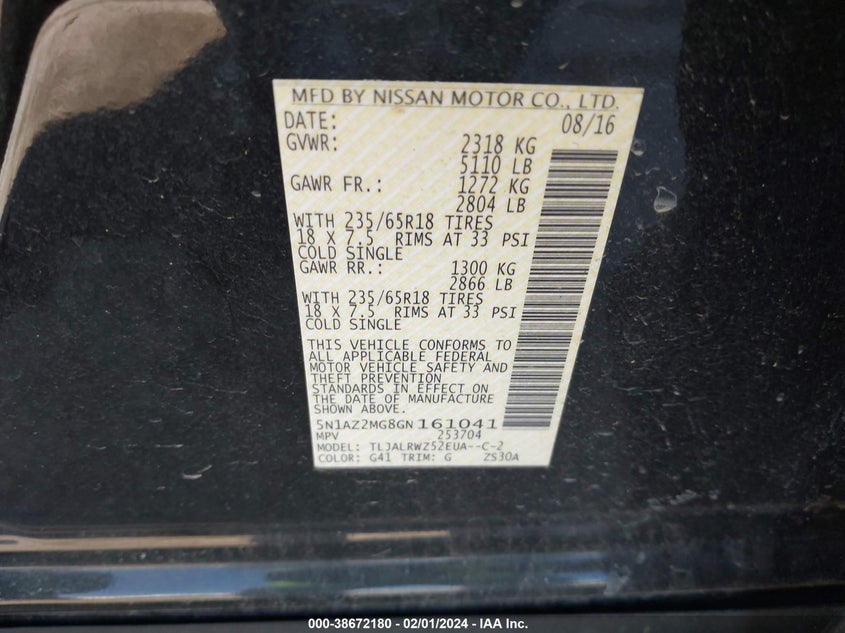 MFD BY NISSAN MOTOR CO., LTD.
DATE: 08/16
GVWR: 2318 KG
5110 LB
GAWR FR.: 1272 KG
2804 LB
WITH 235/65R18 TIRES
18 X 7.5 RIMS AT 33 PSI
COLD SINGLE
GAWR RR.: 1300 KG
2866 LB
WITH 235/65R18 TIRES
18 X 7.5 RIMS AT 33 PSI
COLD SINGLE
THIS VEHICLE CONFORMS TO
ALL APPLICABLE FEDERAL
MOTOR VEHICLE SAFETY AND
THEFT PREVENTION
STANDARDS IN EFFECT ON
THE DATE OF MANUFACTURE
SHOWN ABOVE.
5N1AZ2MG8GN161041
MPV 253704
MODEL: TLJALRWZ52EUA--C-2
COLOR: G41 TRIM: G ZS30A
000-38672180 - 02/01/2024 - IAA Inc.